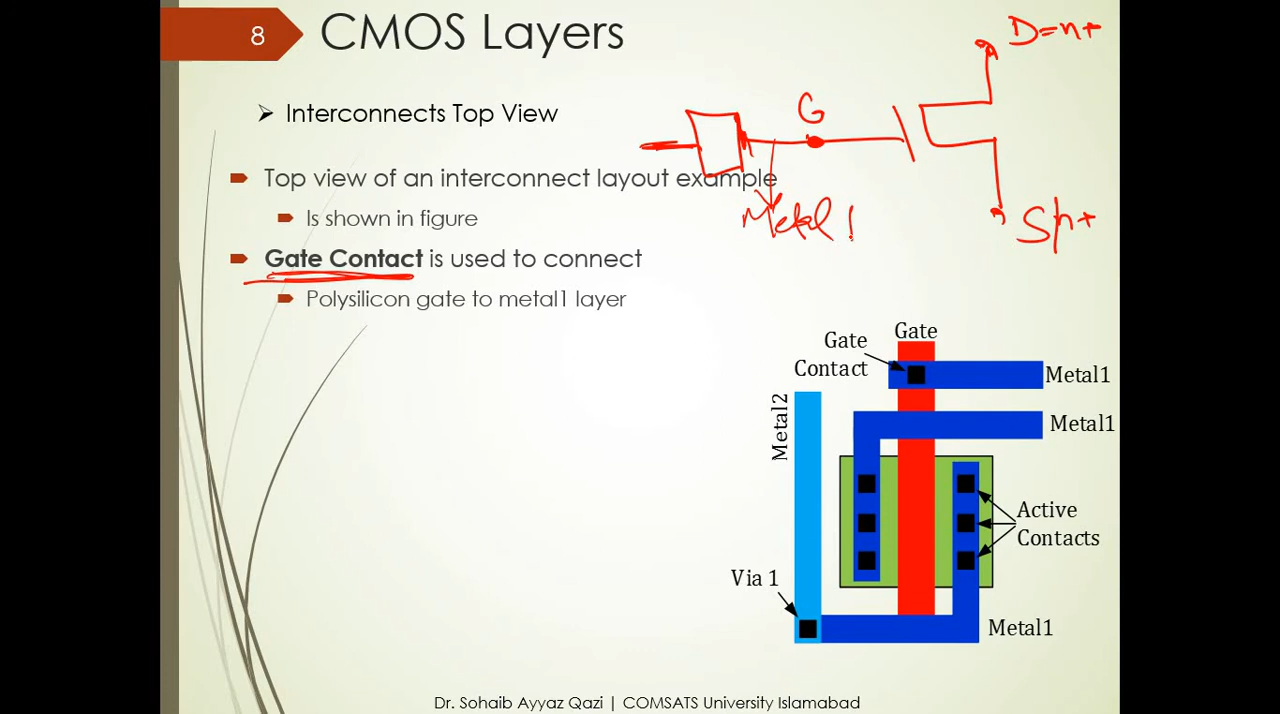 8
CMOS Layers
D=n+
Interconnects Top View
G
Top view of an interconnect layout example
Is shown in figure
Metal 1
Sn+
Gate Contact is used to connect
Polysilicon gate to metal1 layer
Gate
Gate
Contact
Metal1
Metal2
Metal1
Active
Contacts
Via 1
Metal1
Dr. Sohaib Ayyaz Qazi | COMSATS University Islamabad